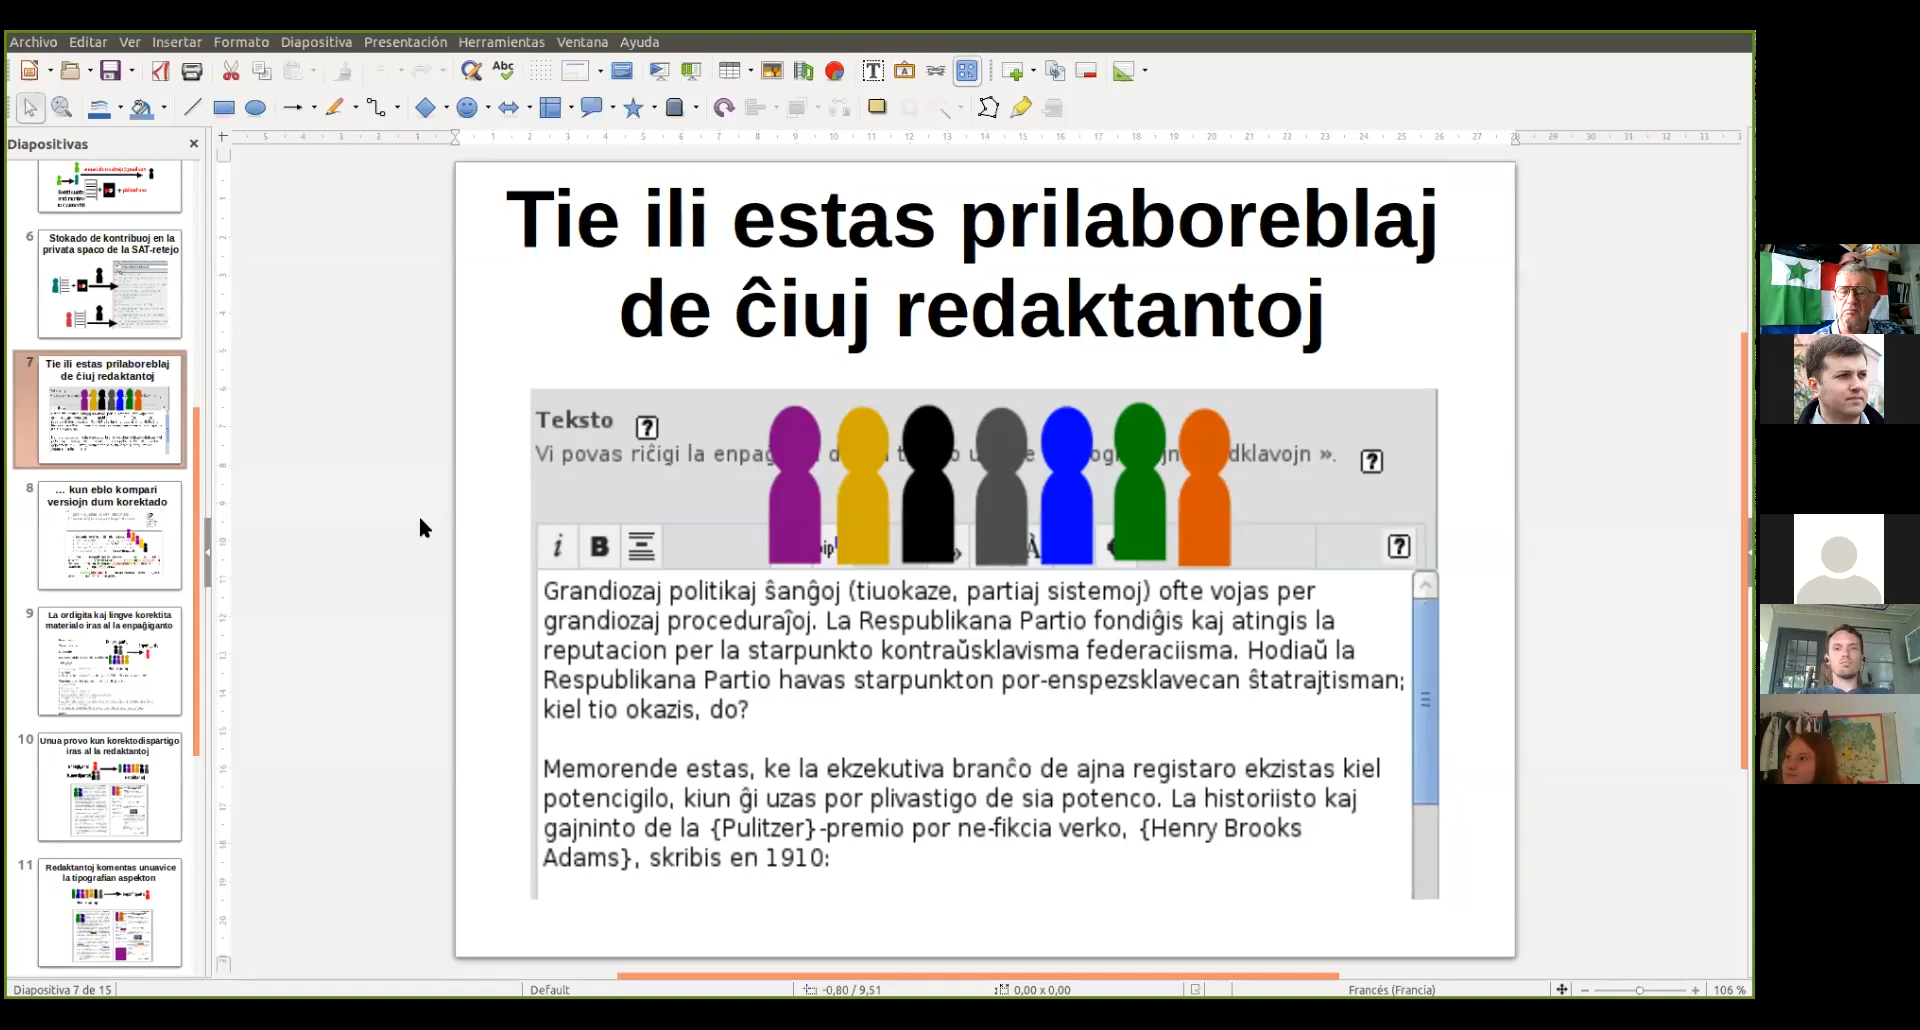 Archivo Editar Ver Insertar Formato Diapositiva Presentación Herramientas Ventana Ayuda
Abc
Diapositivas
6
Stokado de kontribuoj en la
privata spaco de la SAT-retejo
7
Tie ili estas prilaboreblaj
de ĉiuj redaktantoj
8
... kun eblo kompari
versiojn dum korektado
9
La ordigita kaj lingve korektita
materialo iras al la enpaĝiganto
10
Unua provo kun korektodispartigo
iras al la redaktantoj
11
Redaktantoj komentas unuavice
la tipografian aspekton
Tie ili estas prilaboreblaj
de ĉiuj redaktantoj
Teksto ?
Vi povas riĉigi la dklavojn ». ?
i B ?
Grandiozaj politikaj ŝanĝoj (tiuokaze, partiaj sistemoj) ofte vojas per
grandiozaj proceduraĵoj. La Respublikana Partio fondiĝis kaj atingis la
reputacion per la starpunkto kontraŭsklavisma federaciisma. Hodiaŭ la
Respublikana Partio havas starpunkton por-enspezsklavecan ŝtatrajtisman;
kiel tio okazis, do?
Memorende estas, ke la ekzekutiva branĉo de ajna registaro ekzistas kiel
potencigilo, kiun ĝi uzas por plivastigo de sia potenco. La historiisto kaj
gajninto de la {Pulitzer}-premio por ne-fikcia verko, {Henry Brooks
Adams}, skribis en 1910:
Diapositiva 7 de 15 Default -0,80 / 9,51 0,00 x 0,00 Francés (Francia) 106 %